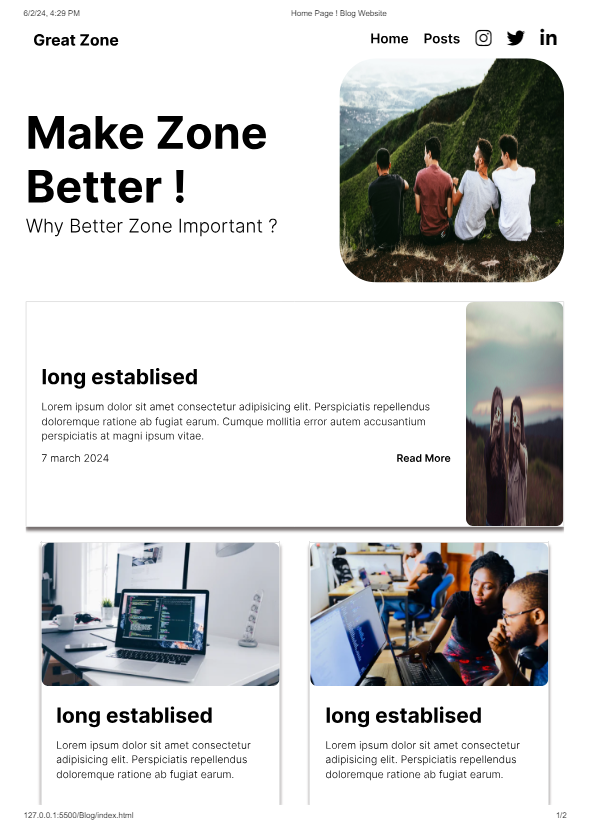 6/2/24, 4:29 PM
Home Page ! Blog Website
Great Zone
Home Posts
Make Zone
Better !
Why Better Zone Important ?
long establised
Lorem ipsum dolor sit amet consectetur adipisicing elit. Perspiciatis repellendus
doloremque ratione ab fugiat earum. Cumque mollitia error autem accusantium
perspiciatis at magni ipsum vitae.
7 march 2024
Read More
long establised
Lorem ipsum dolor sit amet consectetur
adipisicing elit. Perspiciatis repellendus
doloremque ratione ab fugiat earum.
long establised
Lorem ipsum dolor sit amet consectetur
adipisicing elit. Perspiciatis repellendus
doloremque ratione ab fugiat earum.
127.0.0.1:5500/Blog/index.html
1/2